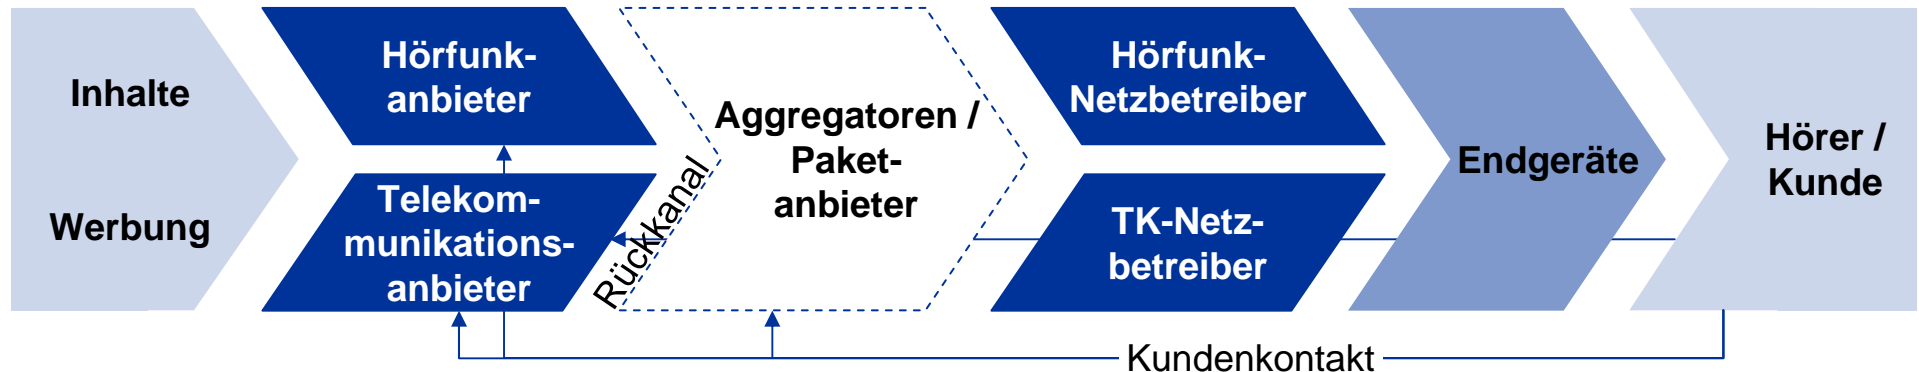 Inhalte
Werbung
Hörfunk-
anbieter
Telekom-
munikations-
anbieter
Rückkanal
Aggregatoren /
Paket-
anbieter
Hörfunk-
Netzbetreiber
TK-Netz-
betreiber
Endgeräte
Hörer /
Kunde
Kundenkontakt